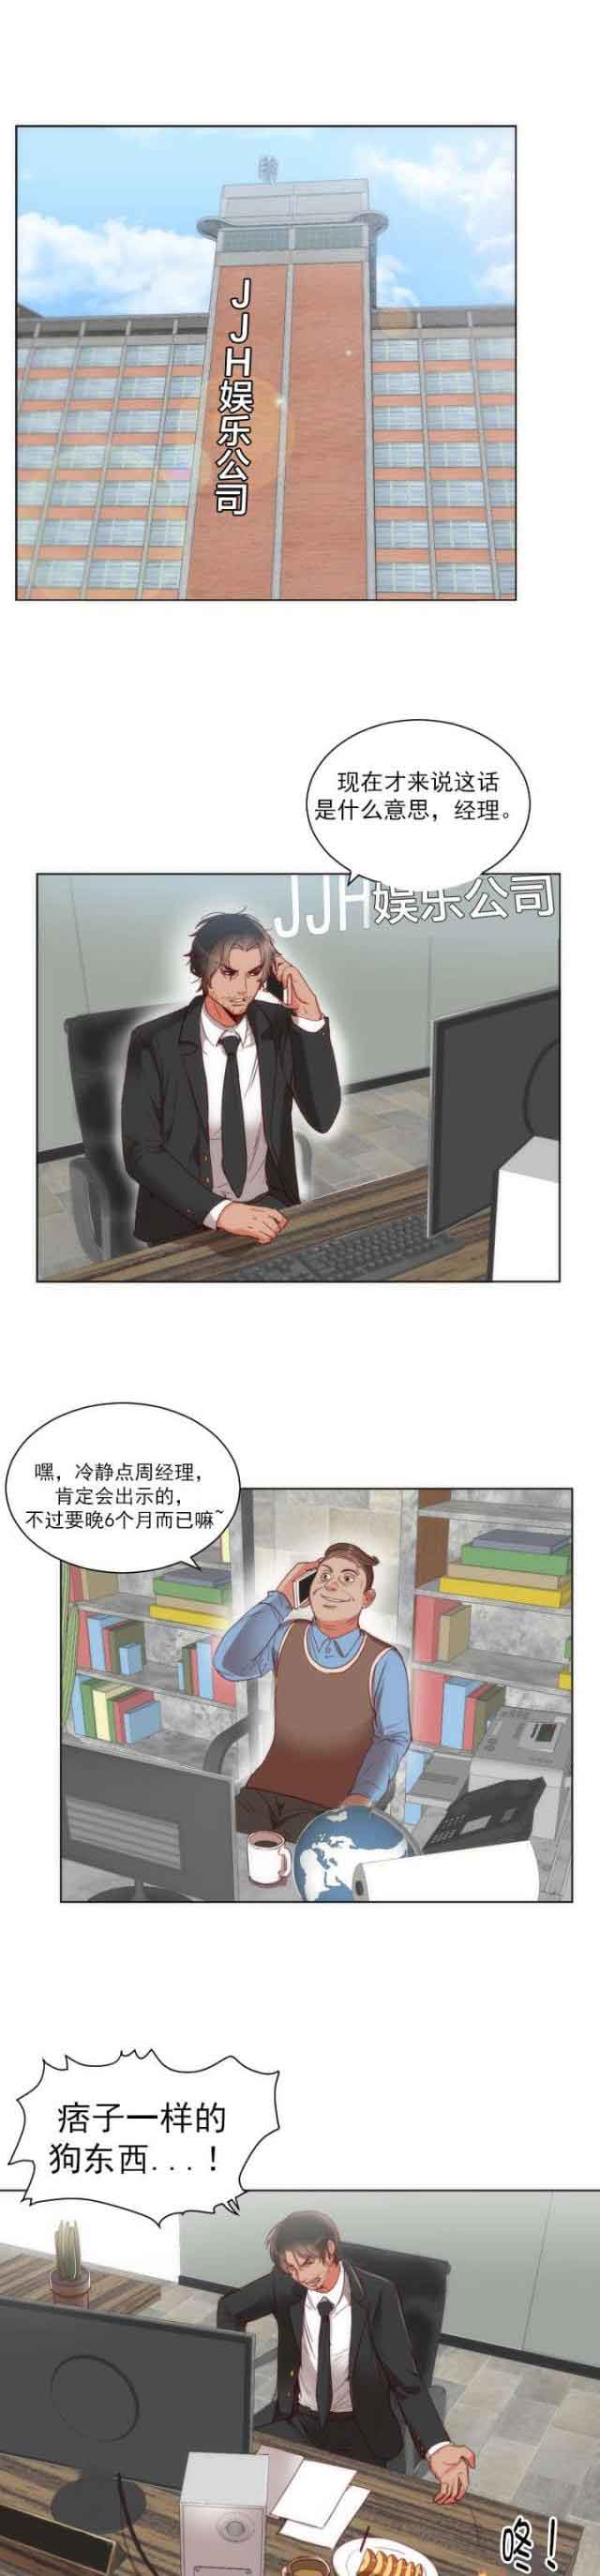 JJH娱乐公司
现在才来说这话
是什么意思，经理。
JJH娱乐公司
嘿，冷静点周经理，
肯定会出示的，
不过要晚6个月而已嘛~
痞子一样的
狗东西...！
咚！